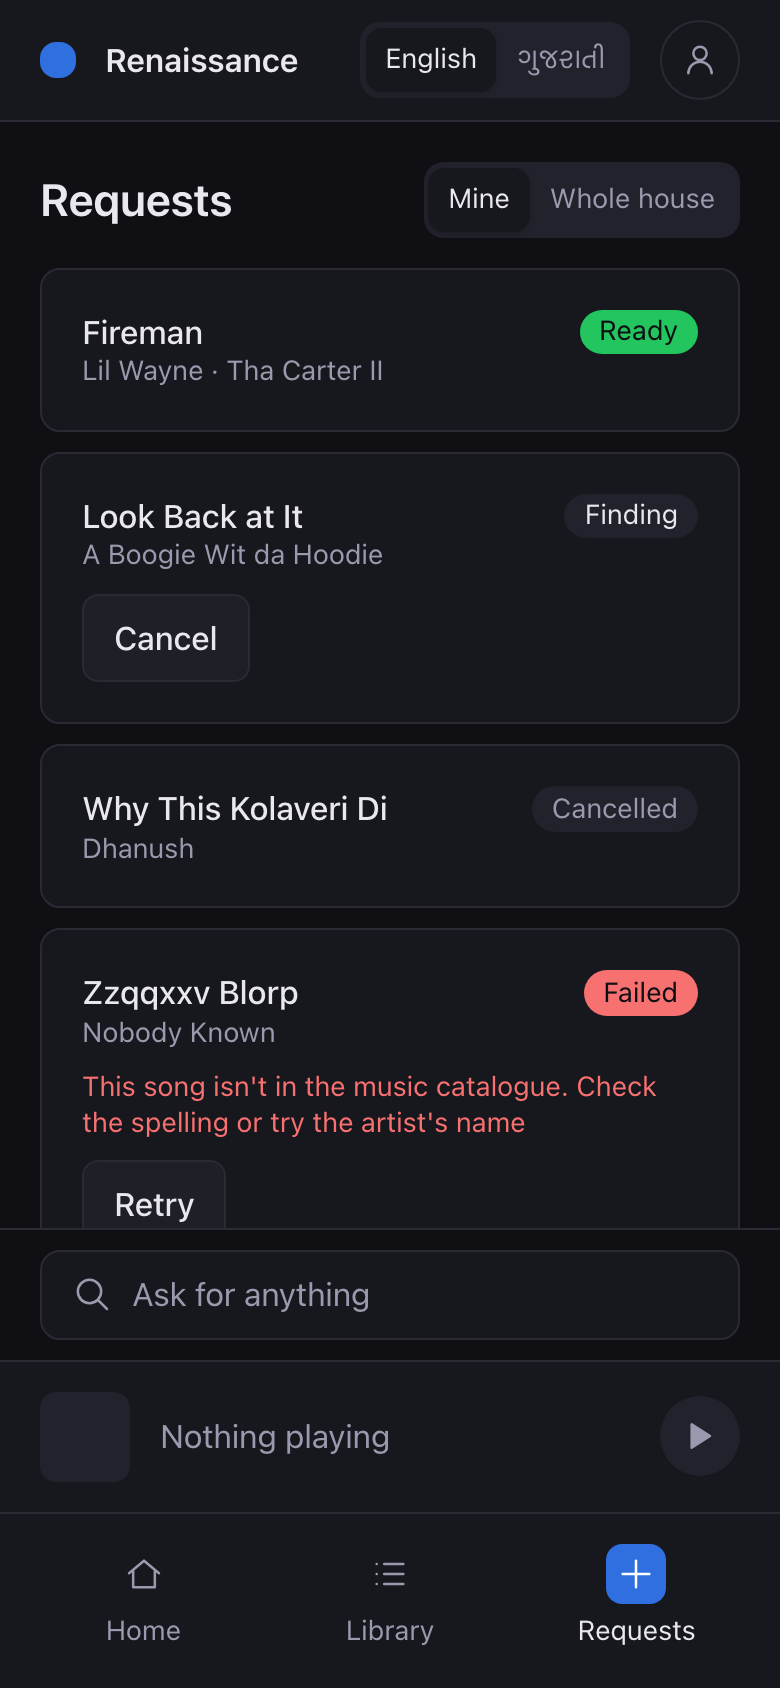 Renaissance
English
ગુજરાતી
Requests
Mine
Whole house
Fireman
Ready
Lil Wayne · Tha Carter II
Look Back at It
Finding
A Boogie Wit da Hoodie
Cancel
Why This Kolaveri Di
Cancelled
Dhanush
Zzqqxxv Blorp
Failed
Nobody Known
This song isn't in the music catalogue. Check
the spelling or try the artist's name
Retry
Ask for anything
Nothing playing
Home
Library
Requests